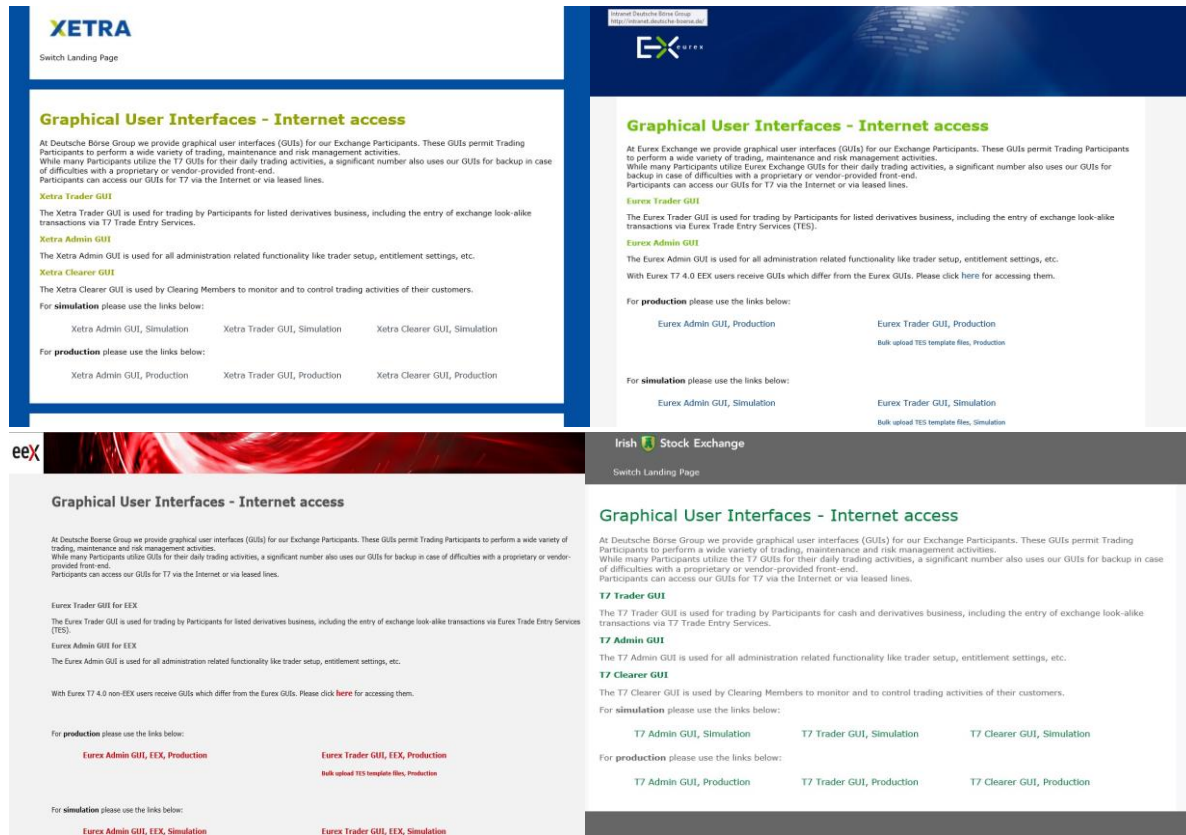 XETRA
Switch Landing Page
Graphical User Interfaces - Internet access
At Deutsche Börse Group we provide graphical user interfaces (GUIs) for our Exchange Participants. These GUIs permit Trading
Participants to perform a wide variety of trading, maintenance and risk management activities.
While many Participants utilize the T7 GUIs for their daily trading activities, a significant number also uses our GUIs for backup in case
of difficulties with a proprietary or vendor-provided front-end.
Participants can access our GUIs for T7 via the Internet or via leased lines.
Xetra Trader GUI
The Xetra Trader GUI is used for trading by Participants for listed derivatives business, including the entry of exchange look-alike
transactions via T7 Trade Entry Services.
Xetra Admin GUI
The Xetra Admin GUI is used for all administration related functionality like trader setup, entitlement settings, etc.
Xetra Clearer GUI
The Xetra Clearer GUI is used by Clearing Members to monitor and to control trading activities of their customers.
For simulation please use the links below:
Xetra Admin GUI, Simulation Xetra Trader GUI, Simulation Xetra Clearer GUI, Simulation
For production please use the links below:
Xetra Admin GUI, Production Xetra Trader GUI, Production Xetra Clearer GUI, Production
Intranet Deutsche Börse Group
http://intranet.deutsche-boerse.de/
EX eurex
Graphical User Interfaces - Internet access
At Eurex Exchange we provide graphical user interfaces (GUIs) for our Exchange Participants. These GUIs permit Trading Participants
to perform a wide variety of trading, maintenance and risk management activities.
While many Participants utilize Eurex Exchange GUIs for their daily trading activities, a significant number also uses our GUIs for
backup in case of difficulties with a proprietary or vendor-provided front-end.
Participants can access our GUIs for T7 via the Internet or via leased lines.
Eurex Trader GUI
The Eurex Trader GUI is used for trading by Participants for listed derivatives business, including the entry of exchange look-alike
transactions via Eurex Trade Entry Services (TES).
Eurex Admin GUI
The Eurex Admin GUI is used for all administration related functionality like trader setup, entitlement settings, etc.
With Eurex T7 4.0 EEX users receive GUIs which differ from the Eurex GUIs. Please click here for accessing them.
For production please use the links below:
Eurex Admin GUI, Production Eurex Trader GUI, Production
Bulk upload TES template files, Production
For simulation please use the links below:
Eurex Admin GUI, Simulation Eurex Trader GUI, Simulation
Bulk upload TES template files, Simulation
eex
Graphical User Interfaces - Internet access
At Deutsche Boerse Group we provide graphical user interfaces (GUIs) for our Exchange Participants. These GUIs permit Trading Participants to perform a wide variety of
trading, maintenance and risk management activities.
While many Participants utilize GUIs for their daily trading activities, a significant number also uses our GUIs for backup in case of difficulties with a proprietary or vendor-
provided front-end.
Participants can access our GUIs for T7 via the Internet or via leased lines.
Eurex Trader GUI for EEX
The Eurex Trader GUI is used for trading by Participants for listed derivatives business, including the entry of exchange look-alike transactions via Eurex Trade Entry Services
(TES).
Eurex Admin GUI for EEX
The Eurex Admin GUI is used for all administration related functionality like trader setup, entitlement settings, etc.
With Eurex T7 4.0 non-EEX users receive GUIs which differ from the Eurex GUIs. Please click here for accessing them.
For production please use the links below:
Eurex Admin GUI, EEX, Production Eurex Trader GUI, EEX, Production
Bulk upload TES template files, Production
For simulation please use the links below:
Eurex Admin GUI, EEX, Simulation Eurex Trader GUI, EEX, Simulation
Irish Stock Exchange
Switch Landing Page
Graphical User Interfaces - Internet access
At Deutsche Börse Group we provide graphical user interfaces (GUIs) for our Exchange Participants. These GUIs permit Trading
Participants to perform a wide variety of trading, maintenance and risk management activities.
While many Participants utilize the T7 GUIs for their daily trading activities, a significant number also uses our GUIs for backup in case
of difficulties with a proprietary or vendor-provided front-end.
Participants can access our GUIs for T7 via the Internet or via leased lines.
T7 Trader GUI
The T7 Trader GUI is used for trading by Participants for cash and derivatives business, including the entry of exchange look-alike
transactions via T7 Trade Entry Services.
T7 Admin GUI
The T7 Admin GUI is used for all administration related functionality like trader setup, entitlement settings, etc.
T7 Clearer GUI
The T7 Clearer GUI is used by Clearing Members to monitor and to control trading activities of their customers.
For simulation please use the links below:
T7 Admin GUI, Simulation T7 Trader GUI, Simulation T7 Clearer GUI, Simulation
For production please use the links below:
T7 Admin GUI, Production T7 Trader GUI, Production T7 Clearer GUI, Production